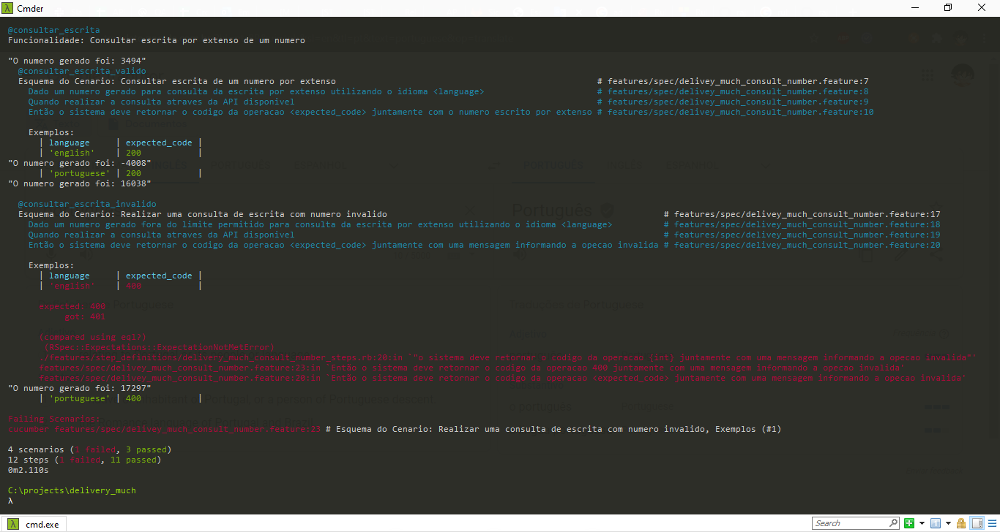 Cmder
@consultar_escrita
Funcionalidade: Consultar escrita por extenso de um numero
"O numero gerado foi: 3494"
@consultar_escrita_valido
Esquema do Cenario: Consultar escrita de um numero por extenso # features/spec/delivey_much_consult_number.feature:7
Dado um numero gerado para consulta da escrita por extenso utilizando o idioma <language> # features/spec/delivey_much_consult_number.feature:8
Quando realizar a consulta atraves da API disponivel # features/spec/delivey_much_consult_number.feature:9
Então o sistema deve retornar o codigo da operacao <expected_code> juntamente com o numero escrito por extenso # features/spec/delivey_much_consult_number.feature:10
Exemplos:
| language | expected_code |
| 'english' | 200 |
"O numero gerado foi: -4008"
| 'portuguese' | 200 |
"O numero gerado foi: 16038"
@consultar_escrita_invalido
Esquema do Cenario: Realizar uma consulta de escrita com numero invalido # features/spec/delivey_much_consult_number.feature:17
Dado um numero gerado fora do limite permitido para consulta da escrita por extenso utilizando o idioma <language> # features/spec/delivey_much_consult_number.feature:18
Quando realizar a consulta atraves da API disponivel # features/spec/delivey_much_consult_number.feature:19
Então o sistema deve retornar o codigo da operacao <expected_code> juntamente com uma mensagem informando a opecao invalida # features/spec/delivey_much_consult_number.feature:20
Exemplos:
| language | expected_code |
| 'english' | 400 |
expected: 400
got: 401
(compared using eql?)
(RSpec::Expectations::ExpectationNotMetError)
./features/step_definitions/delivery_much_consult_number_steps.rb:20:in `"o sistema deve retornar o codigo da operacao {int} juntamente com uma mensagem informando a opecao invalida"'
features/spec/delivey_much_consult_number.feature:23:in `Então o sistema deve retornar o codigo da operacao 400 juntamente com uma mensagem informando a opecao invalida'
features/spec/delivey_much_consult_number.feature:20:in `Então o sistema deve retornar o codigo da operacao <expected_code> juntamente com uma mensagem informando a opecao invalida'
"O numero gerado foi: 17297"
| 'portuguese' | 400 |
Failing Scenarios:
cucumber features/spec/delivey_much_consult_number.feature:23 # Esquema do Cenario: Realizar uma consulta de escrita com numero invalido, Exemplos (#1)
4 scenarios (1 failed, 3 passed)
12 steps (1 failed, 11 passed)
0m2.110s
C:\projects\delivery_much
λ
cmd.exe
Search